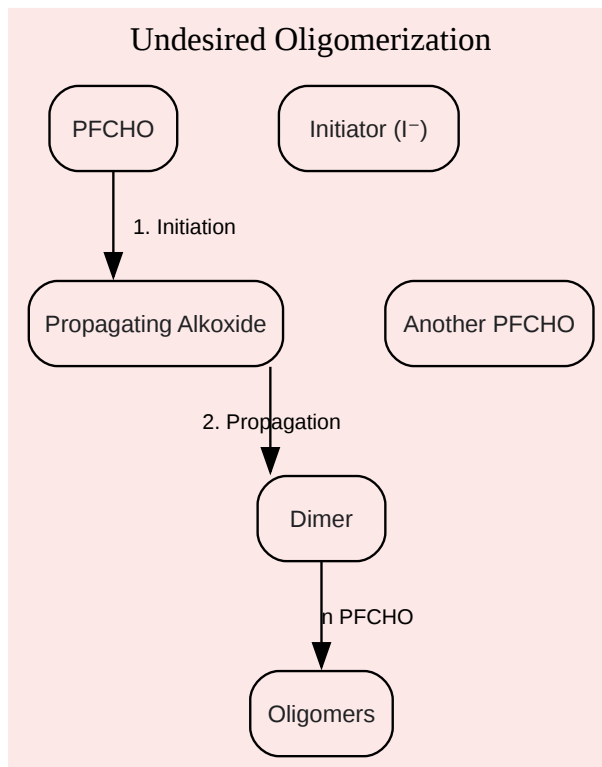 Undesired Oligomerization
PFCHO
Initiator (I⁻)
1. Initiation
Propagating Alkoxide
Another PFCHO
2. Propagation
Dimer
n PFCHO
Oligomers